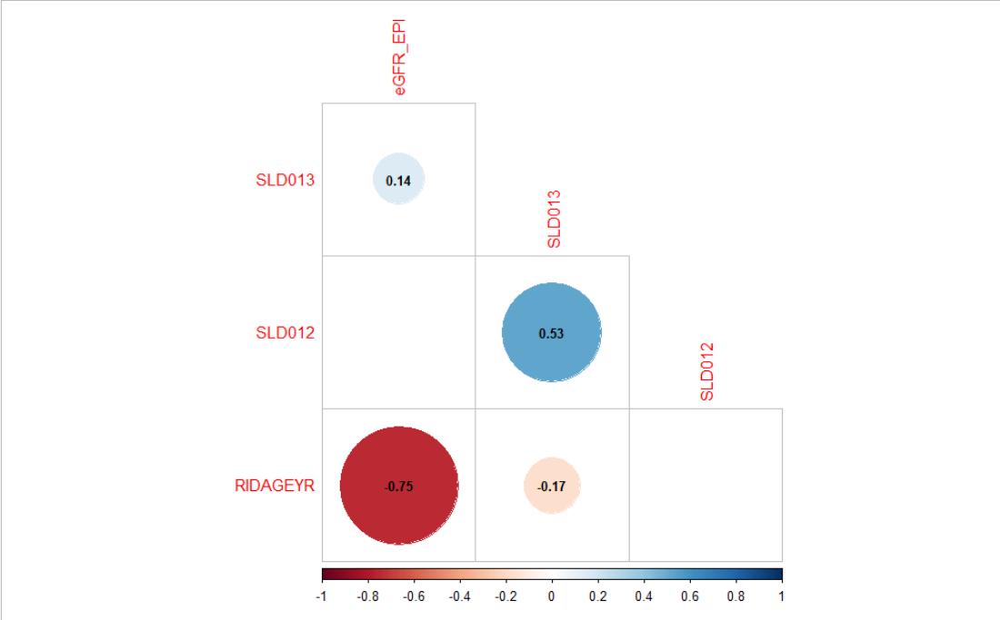 eGFR_EPI
SLD013
0.14
SLD013
SLD012
0.53
SLD012
RIDAGEYR
-0.75
-0.17
-1 -0.8 -0.6 -0.4 -0.2 0 0.2 0.4 0.6 0.8 1